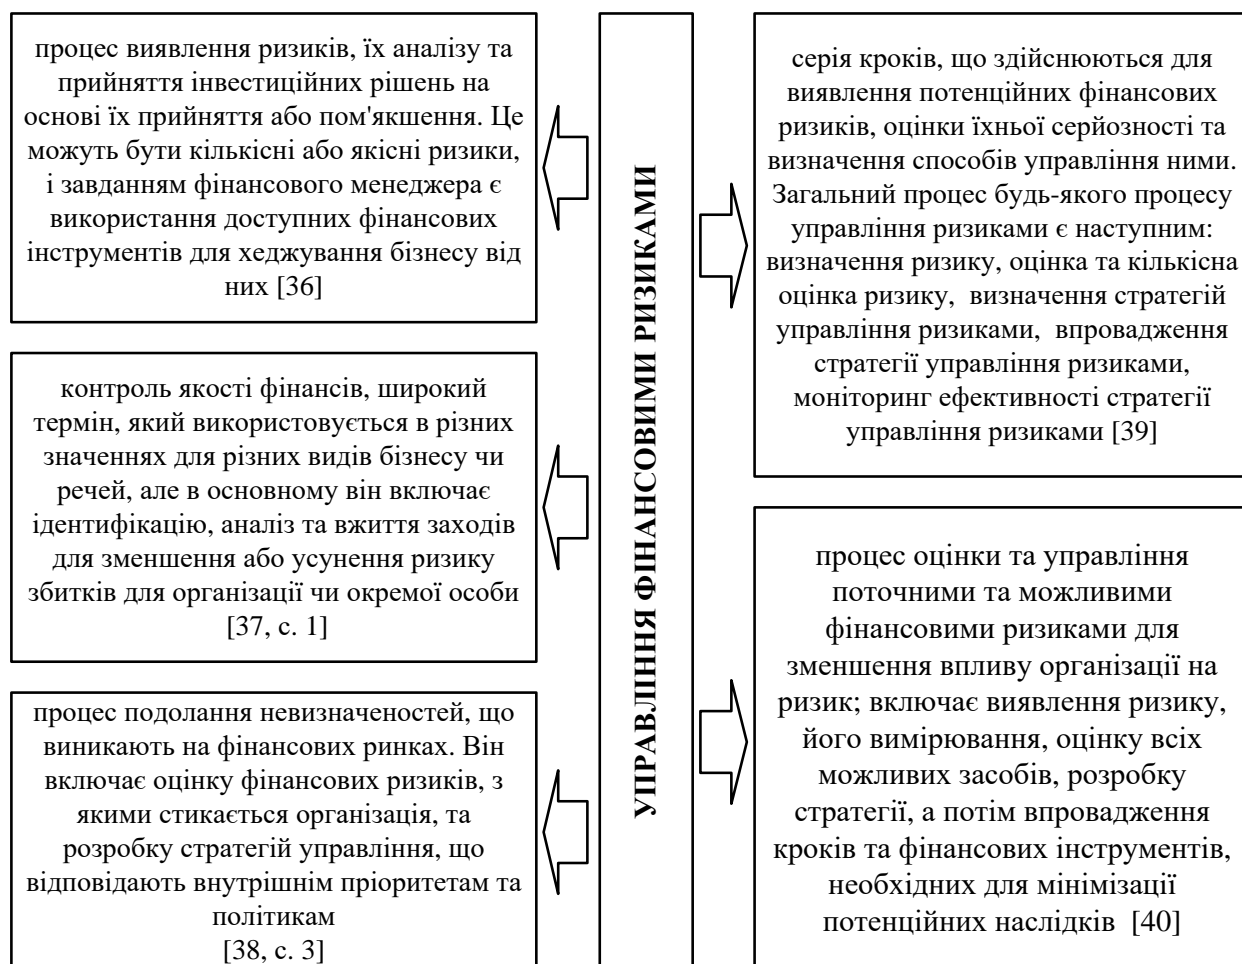 процес виявлення ризиків, їх аналізу та
прийняття інвестиційних рішень на
основі їх прийняття або пом'якшення. Це
можуть бути кількісні або якісні ризики,
і завданням фінансового менеджера є
використання доступних фінансових
інструментів для хеджування бізнесу від
них [36]
контроль якості фінансів, широкий
термін, який використовується в різних
значеннях для різних видів бізнесу чи
речей, але в основному він включає
ідентифікацію, аналіз та вжиття заходів
для зменшення або усунення ризику
збитків для організації чи окремої особи
[37, с. 1]
процес подолання невизначеностей, що
виникають на фінансових ринках. Він
включає оцінку фінансових ризиків, з
якими стикається організація, та
розробку стратегій управління, що
відповідають внутрішнім пріоритетам та
політикам
[38, с. 3]
УПРАВЛІННЯ ФІНАНСОВИМИ РИЗИКАМИ
серія кроків, що здійснюються для
виявлення потенційних фінансових
ризиків, оцінки їхньої серйозності та
визначення способів управління ними.
Загальний процес будь-якого процесу
управління ризиками є наступним:
визначення ризику, оцінка та кількісна
оцінка ризику, визначення стратегій
управління ризиками, впровадження
стратегії управління ризиками,
моніторинг ефективності стратегії
управління ризиками [39]
процес оцінки та управління
поточними та можливими
фінансовими ризиками для
зменшення впливу організації на
ризик; включає виявлення ризику,
його вимірювання, оцінку всіх
можливих засобів, розробку
стратегії, а потім впровадження
кроків та фінансових інструментів,
необхідних для мінімізації
потенційних наслідків [40]